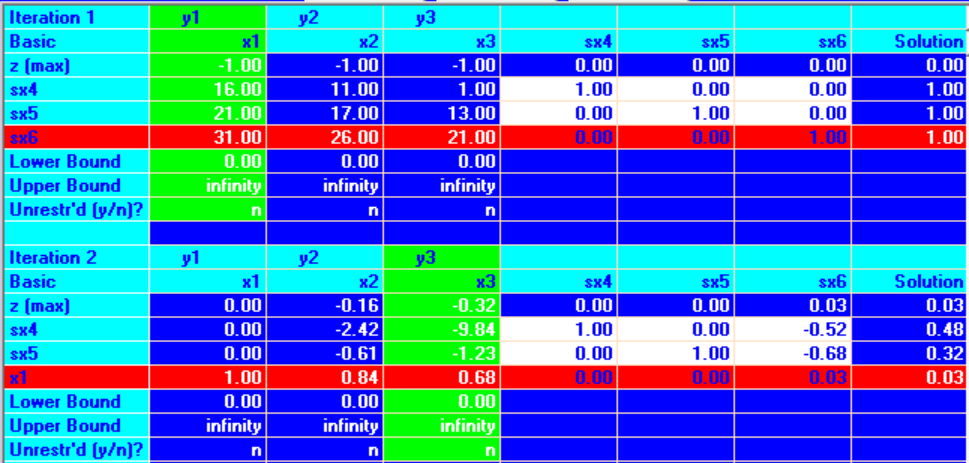 Iteration 1 y1 y2 y3
Basic x1 x2 x3 sx4 sx5 sx6 Solution
z (max) -1.00 -1.00 -1.00 0.00 0.00 0.00 0.00
sx4 16.00 11.00 1.00 1.00 0.00 0.00 1.00
sx5 21.00 17.00 13.00 0.00 1.00 0.00 1.00
sx6 31.00 26.00 21.00 0.00 0.00 1.00 1.00
Lower Bound 0.00 0.00 0.00
Upper Bound infinity infinity infinity
Unrestr'd (y/n)? n n n
Iteration 2 y1 y2 y3
Basic x1 x2 x3 sx4 sx5 sx6 Solution
z (max) 0.00 -0.16 -0.32 0.00 0.00 0.03 0.03
sx4 0.00 -2.42 -9.84 1.00 0.00 -0.52 0.48
sx5 0.00 -0.61 -1.23 0.00 1.00 -0.68 0.32
x1 1.00 0.84 0.68 0.00 0.00 0.03 0.03
Lower Bound 0.00 0.00 0.00
Upper Bound infinity infinity infinity
Unrestr'd (y/n)? n n n